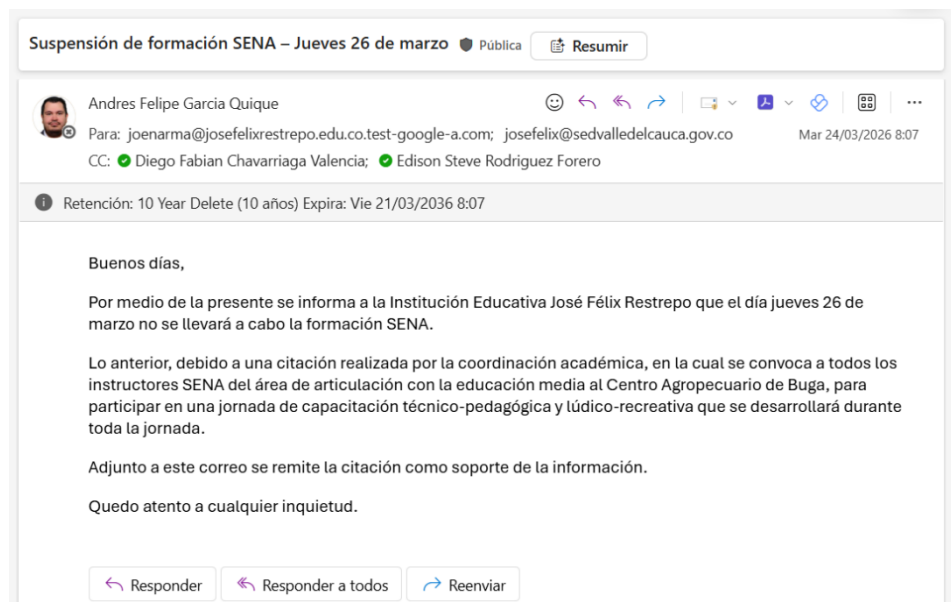 Suspensión de formación SENA – Jueves 26 de marzo Pública Resumir
Andres Felipe Garcia Quique
Para: joenarma@josefelixrestrepo.edu.co.test-google-a.com; josefelix@sedvalledelcauca.gov.co Mar 24/03/2026 8:07
CC: Diego Fabian Chavarriaga Valencia; Edison Steve Rodriguez Forero
Retención: 10 Year Delete (10 años) Expira: Vie 21/03/2036 8:07
Buenos días,
Por medio de la presente se informa a la Institución Educativa José Félix Restrepo que el día jueves 26 de
marzo no se llevará a cabo la formación SENA.
Lo anterior, debido a una citación realizada por la coordinación académica, en la cual se convoca a todos los
instructores SENA del área de articulación con la educación media al Centro Agropecuario de Buga, para
participar en una jornada de capacitación técnico-pedagógica y lúdico-recreativa que se desarrollará durante
toda la jornada.
Adjunto a este correo se remite la citación como soporte de la información.
Quedo atento a cualquier inquietud.
Responder Responder a todos Reenviar